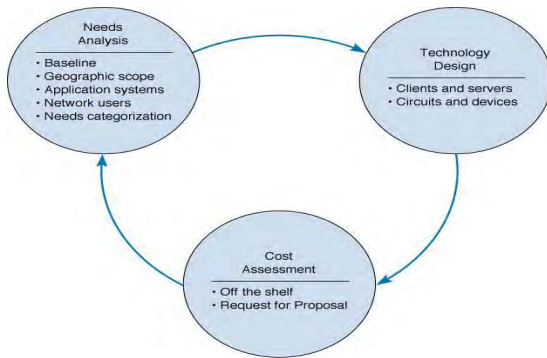 Needs
Analysis
• Baseline
• Geographic scope
• Application systems
• Network users
• Needs categorization
Technology
Design
• Clients and servers
• Circuits and devices
Cost
Assessment
• Off the shelf
• Request for Proposal